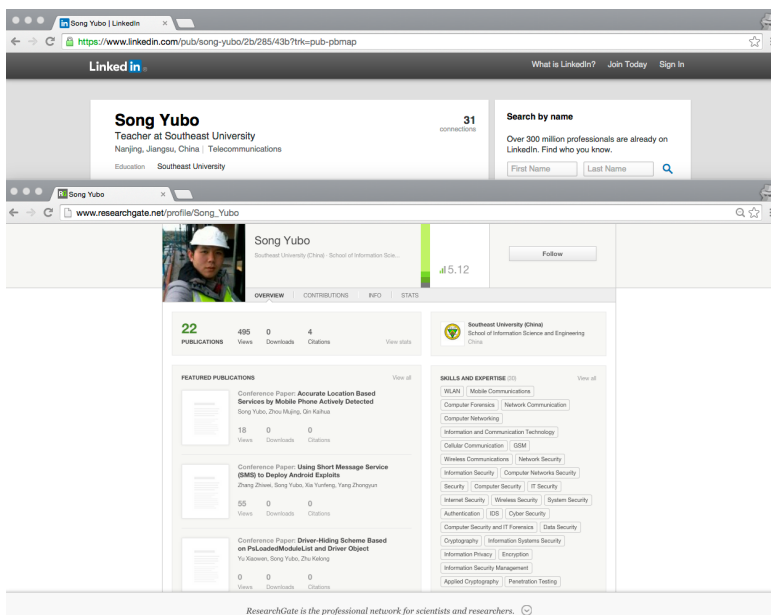 Song Yubo | LinkedIn
https://www.linkedin.com/pub/song-yubo/2b/285/43b?trk=pub-pbmap
Linked in
What is LinkedIn? Join Today Sign In
Song Yubo
Teacher at Southeast University
Nanjing, Jiangsu, China | Telecommunications
Education Southeast University
31
connections
Search by name
Over 300 million professionals are already on
LinkedIn. Find who you know.
First Name Last Name
Song Yubo
www.researchgate.net/profile/Song_Yubo
Song Yubo
Southeast University (China) · School of Information Scie...
5.12
Follow
OVERVIEW CONTRIBUTIONS INFO STATS
22 495 0 4
PUBLICATIONS Views Downloads Citations View stats
Southeast University (China)
School of Information Science and Engineering
China
FEATURED PUBLICATIONS View all
Conference Paper: Accurate Location Based
Services by Mobile Phone Actively Detected
Song Yubo, Zhou Mujing, Qin Kaihua
18 0 0
Views Downloads Citations
Conference Paper: Using Short Message Service
(SMS) to Deploy Android Exploits
Zhang Zhiwei, Song Yubo, Xia Yunfeng, Yang Zhongyun
55 0 0
Views Downloads Citations
Conference Paper: Driver-Hiding Scheme Based
on PsLoadedModuleList and Driver Object
Yu Xiaowen, Song Yubo, Zhu Kelong
0 0 0
Views Downloads Citations
SKILLS AND EXPERTISE (30) View all
WLAN Mobile Communications
Computer Forensics Network Communication
Computer Networking
Information and Communication Technology
Cellular Communication GSM
Wireless Communications Network Security
Information Security Computer Networks Security
Security Computer Security IT Security
Internet Security Wireless Security System Security
Authentication IDS Cyber Security
Computer Security and IT Forensics Data Security
Cryptography Information Systems Security
Information Privacy Encryption
Information Security Management
Applied Cryptography Penetration Testing
ResearchGate is the professional network for scientists and researchers.